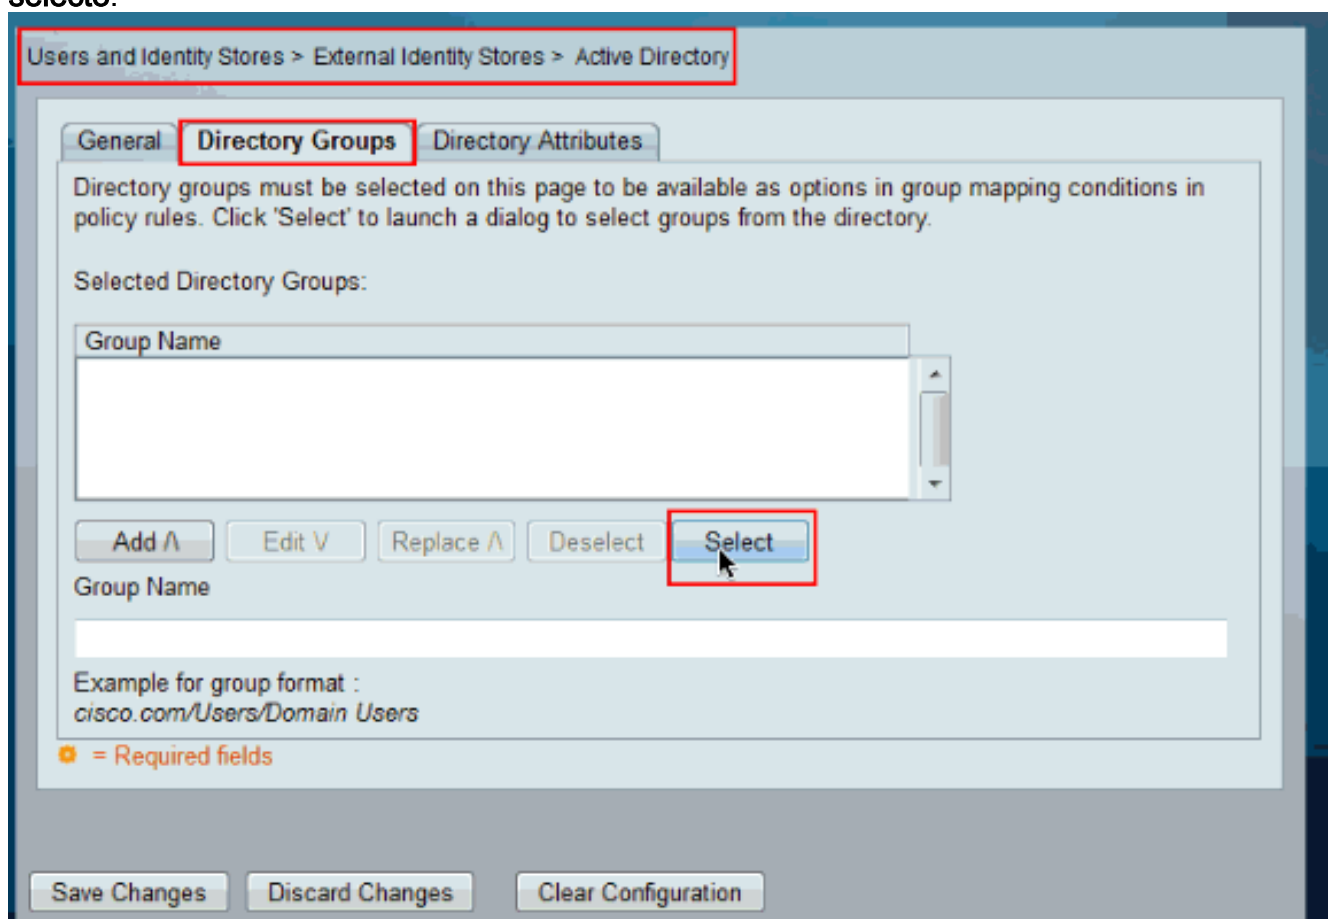 Users and Identity Stores > External Identity Stores > Active Directory
General Directory Groups Directory Attributes
Directory groups must be selected on this page to be available as options in group mapping conditions in
policy rules. Click 'Select' to launch a dialog to select groups from the directory.
Selected Directory Groups:
Group Name
Add /\ Edit V Replace /\ Deselect Select
Group Name
Example for group format :
cisco.com/Users/Domain Users
= Required fields
Save Changes Discard Changes Clear Configuration